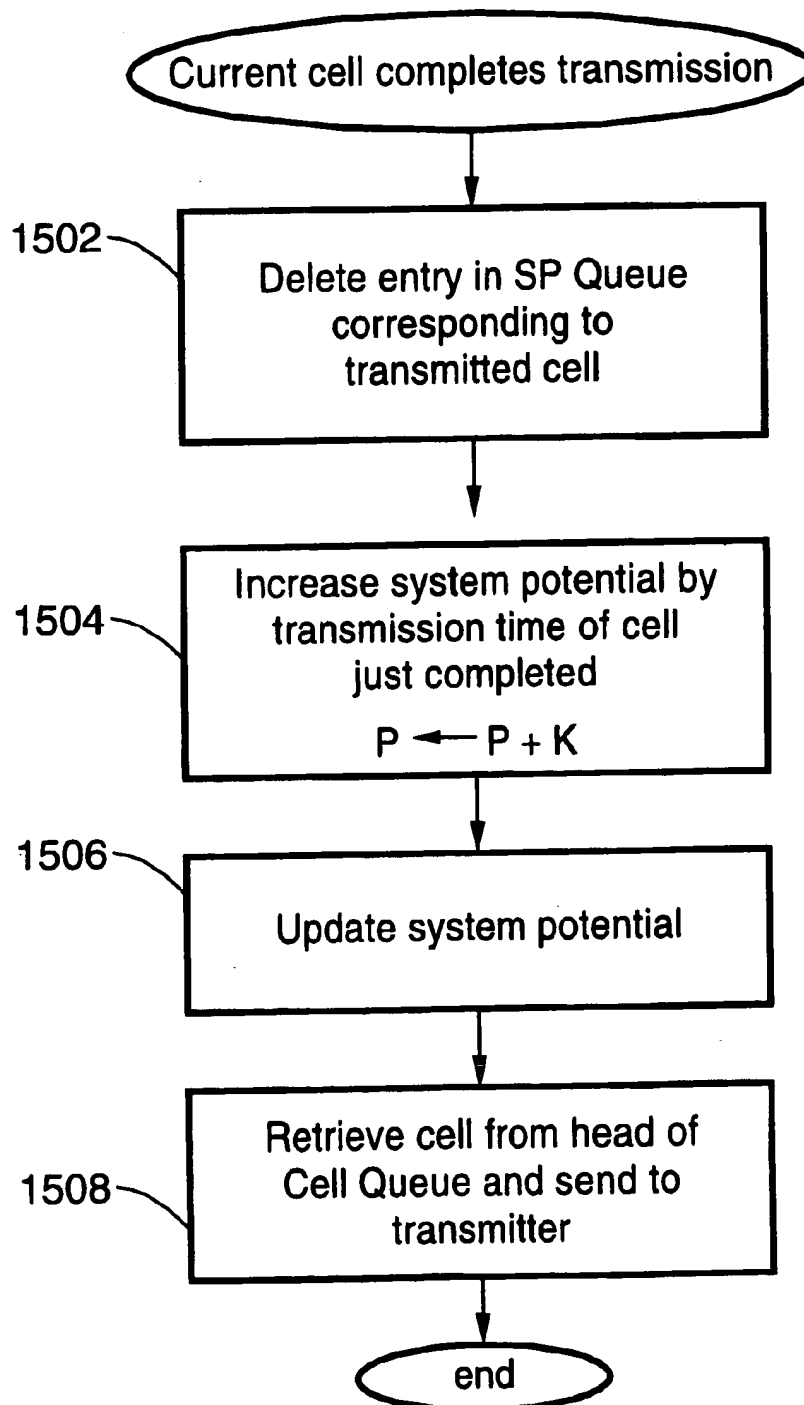 Current cell completes transmission
1502
Delete entry in SP Queue
corresponding to
transmitted cell
1504
Increase system potential by
transmission time of cell
just completed
P ← P + K
1506
Update system potential
1508
Retrieve cell from head of
Cell Queue and send to
transmitter
end